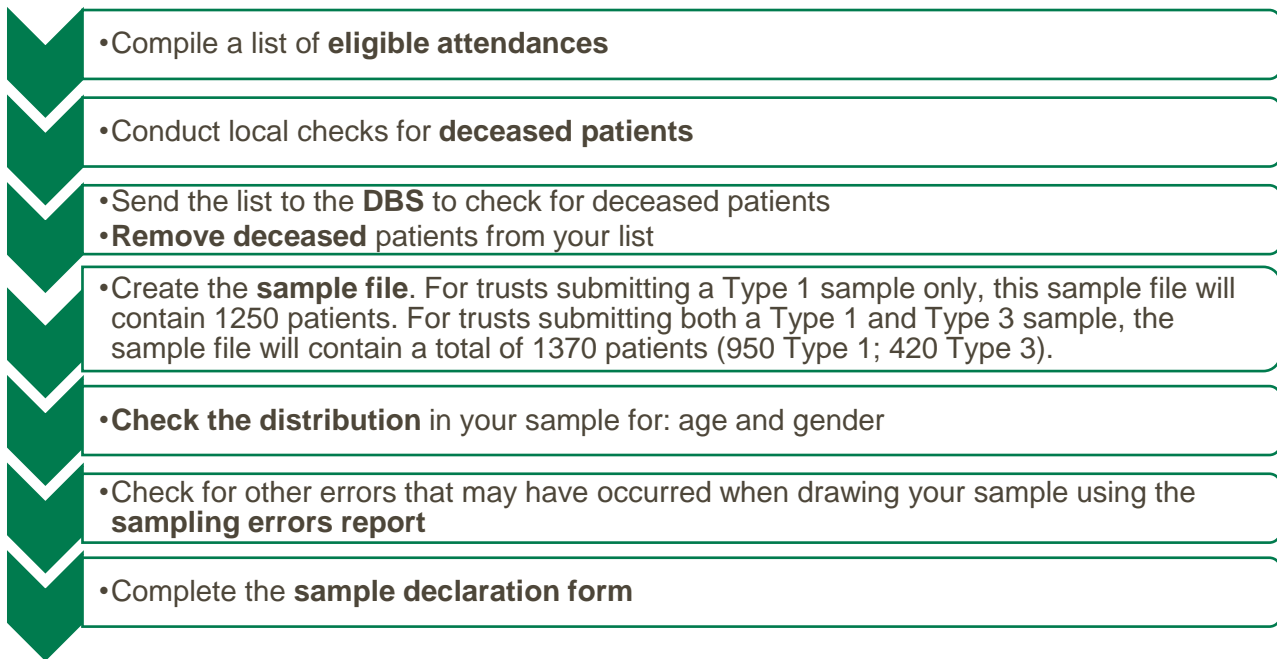 •Compile a list of eligible attendances
•Conduct local checks for deceased patients
•Send the list to the DBS to check for deceased patients
•Remove deceased patients from your list
•Create the sample file. For trusts submitting a Type 1 sample only, this sample file will
contain 1250 patients. For trusts submitting both a Type 1 and Type 3 sample, the
sample file will contain a total of 1370 patients (950 Type 1; 420 Type 3).
•Check the distribution in your sample for: age and gender
•Check for other errors that may have occurred when drawing your sample using the
sampling errors report
•Complete the sample declaration form